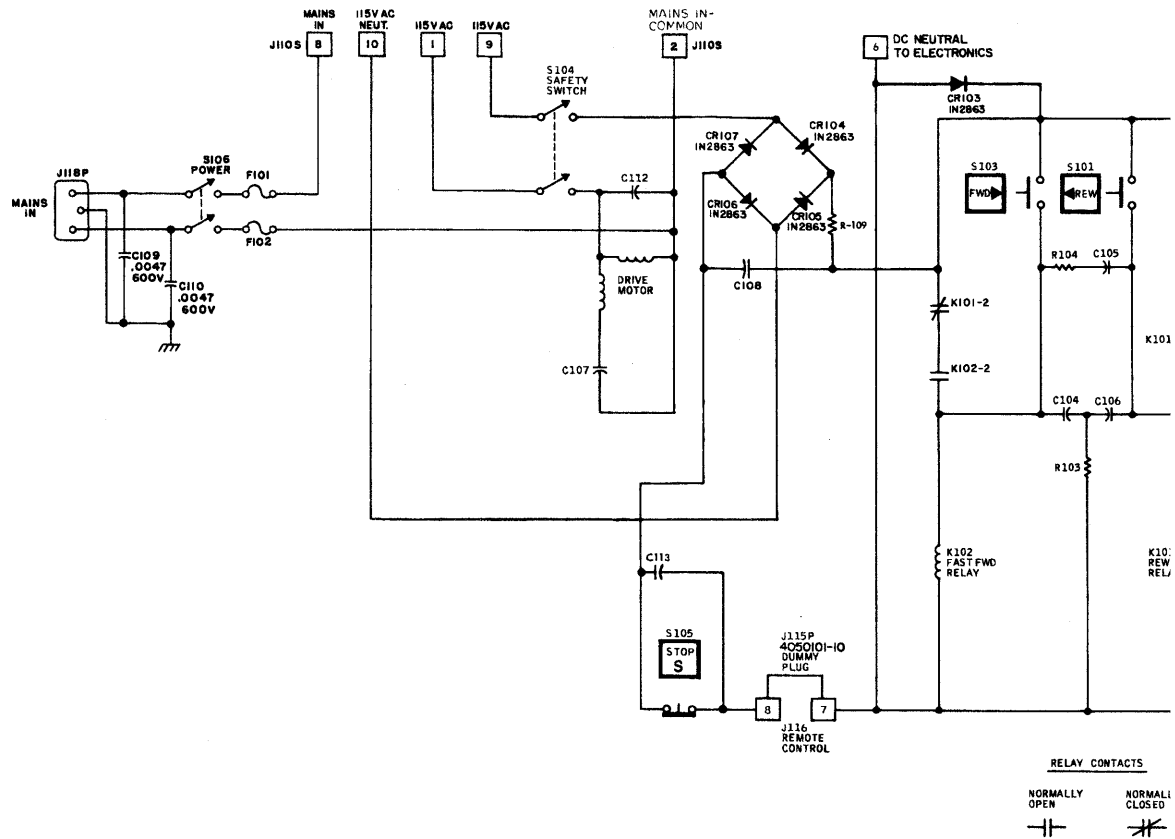 MAINS
IN
115VAC
NEUT.
115VAC
115VAC
MAINS IN-
COMMON
J110S
8
10
1
9
2
J110S
6
DC NEUTRAL
TO ELECTRONICS
S104
SAFETY
SWITCH
CR103
IN2863
CR107
IN2863
CR104
IN2863
J118P
S106
POWER
F101
MAINS
IN
F102
C112
CR106
IN2863
CR105
IN2863
R-109
S103
FWD
S101
REW
C109
.0047
600V
C110
.0047
600V
DRIVE
MOTOR
C108
R104
C105
K101-2
K101
C107
K102-2
C104
C106
R103
K102
FAST FWD
RELAY
REW
C113
S105
STOP
S
J115P
4050101-10
DUMMY
PLUG
8
7
J116
REMOTE
CONTROL
RELAY CONTACTS
NORMALLY
OPEN
CLOSED